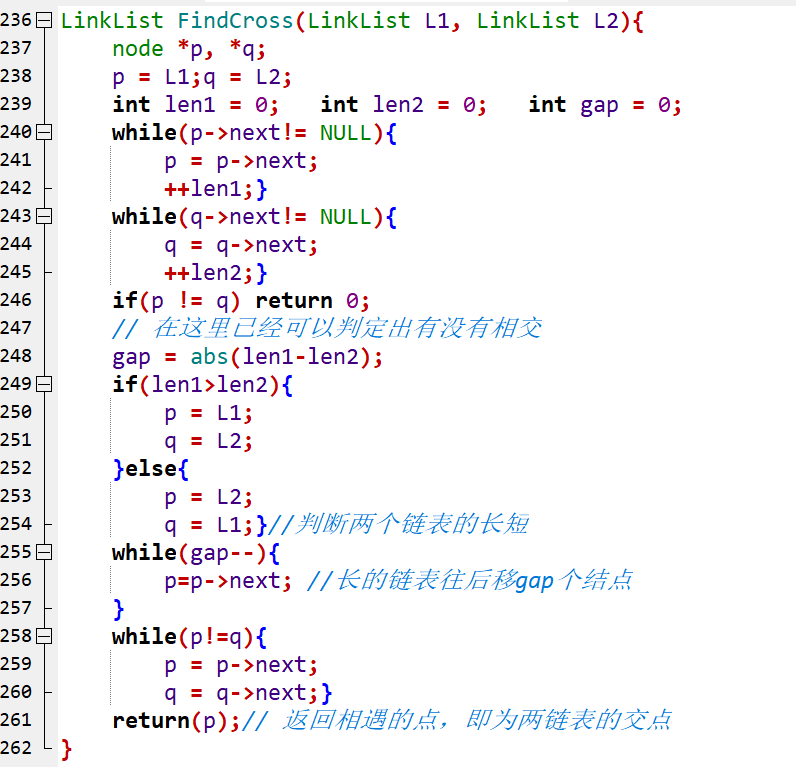 236 LinkList FindCross(LinkList L1, LinkList L2){
237     node *p, *q;
238     p = L1;q = L2;
239     int len1 = 0;   int len2 = 0;   int gap = 0;
240     while(p->next!= NULL){
241         p = p->next;
242         ++len1;}
243     while(q->next!= NULL){
244         q = q->next;
245         ++len2;}
246     if(p != q) return 0;
247     // 在这里已经可以判定出有没有相交
248     gap = abs(len1-len2);
249     if(len1>len2){
250         p = L1;
251         q = L2;
252     }else{
253         p = L2;
254         q = L1;}//判断两个链表的长短
255     while(gap--){
256         p=p->next; //长的链表往后移gap个结点
257     }
258     while(p!=q){
259         p = p->next;
260         q = q->next;}
261     return(p);// 返回相遇的点，即为两链表的交点
262 }